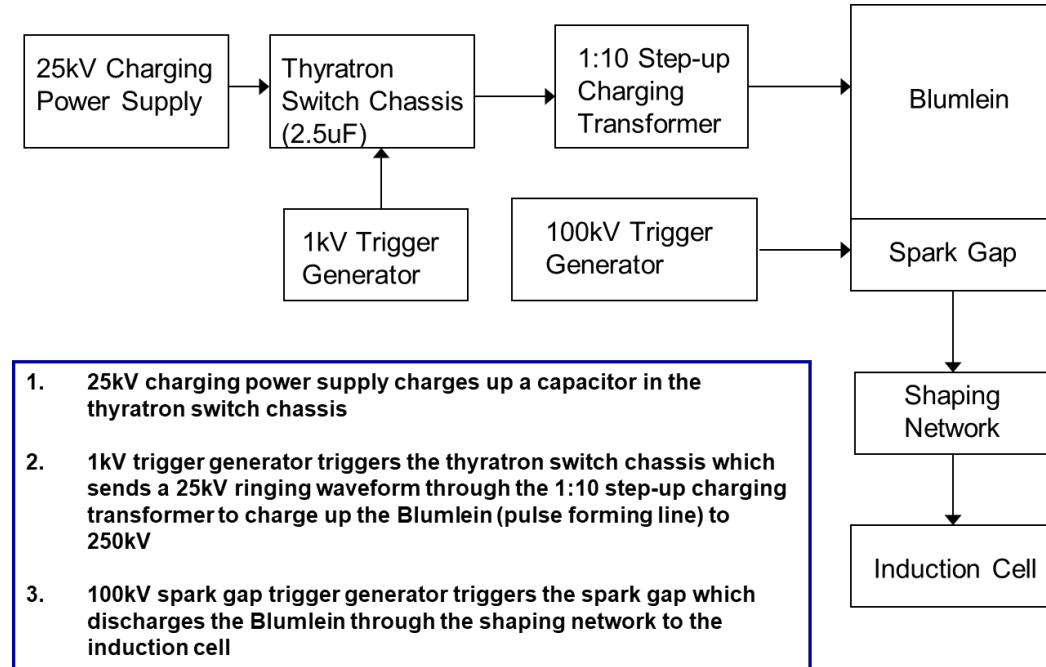 25kV Charging
Power Supply
Thyratron
Switch Chassis
(2.5uF)
1:10 Step-up
Charging
Transformer
Blumlein
1kV Trigger
Generator
100kV Trigger
Generator
Spark Gap
Shaping
Network
Induction Cell
1. 25kV charging power supply charges up a capacitor in the
thyratron switch chassis
2. 1kV trigger generator triggers the thyratron switch chassis which
sends a 25kV ringing waveform through the 1:10 step-up charging
transformer to charge up the Blumlein (pulse forming line) to
250kV
3. 100kV spark gap trigger generator triggers the spark gap which
discharges the Blumlein through the shaping network to the
induction cell